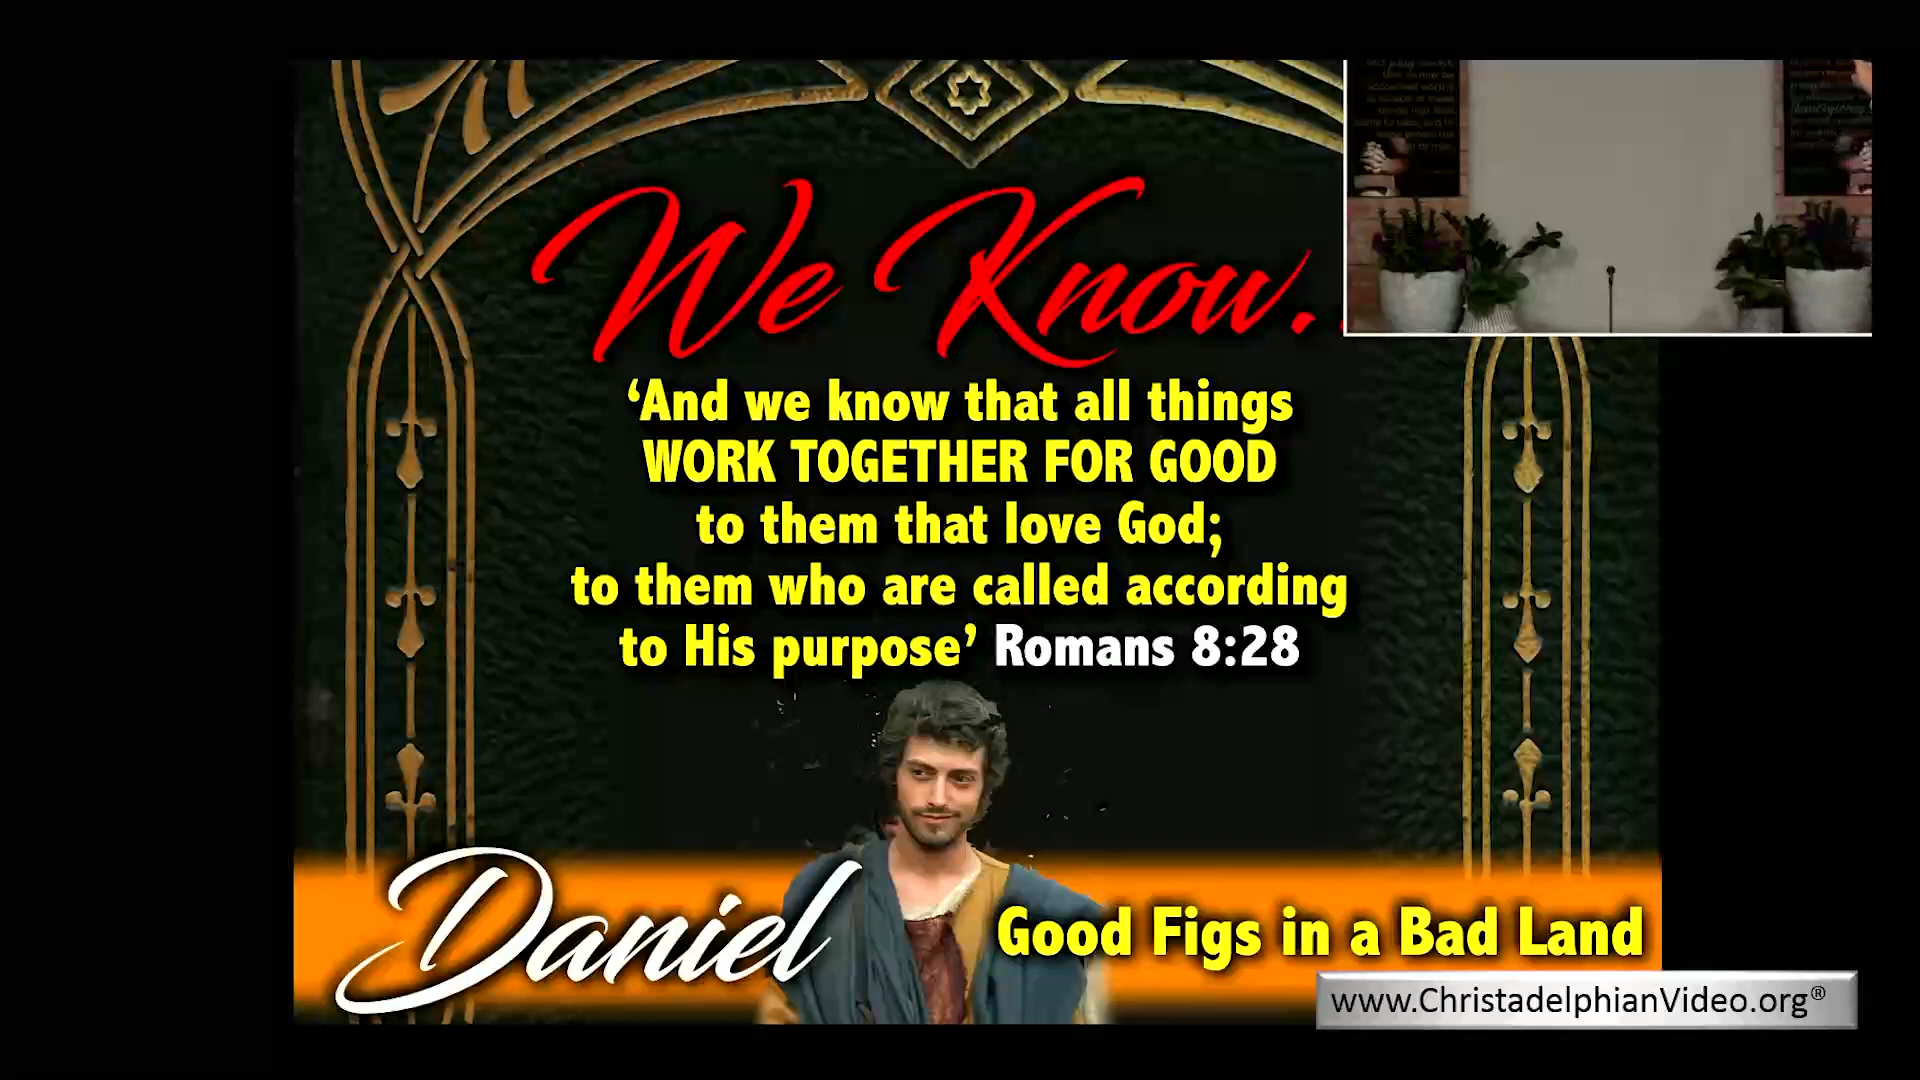 We Know..
‘And we know that all things
WORK TOGETHER FOR GOOD
to them that love God;
to them who are called according
to His purpose’ Romans 8:28
Daniel
Good Figs in a Bad Land
www.ChristadelphianVideo.org®